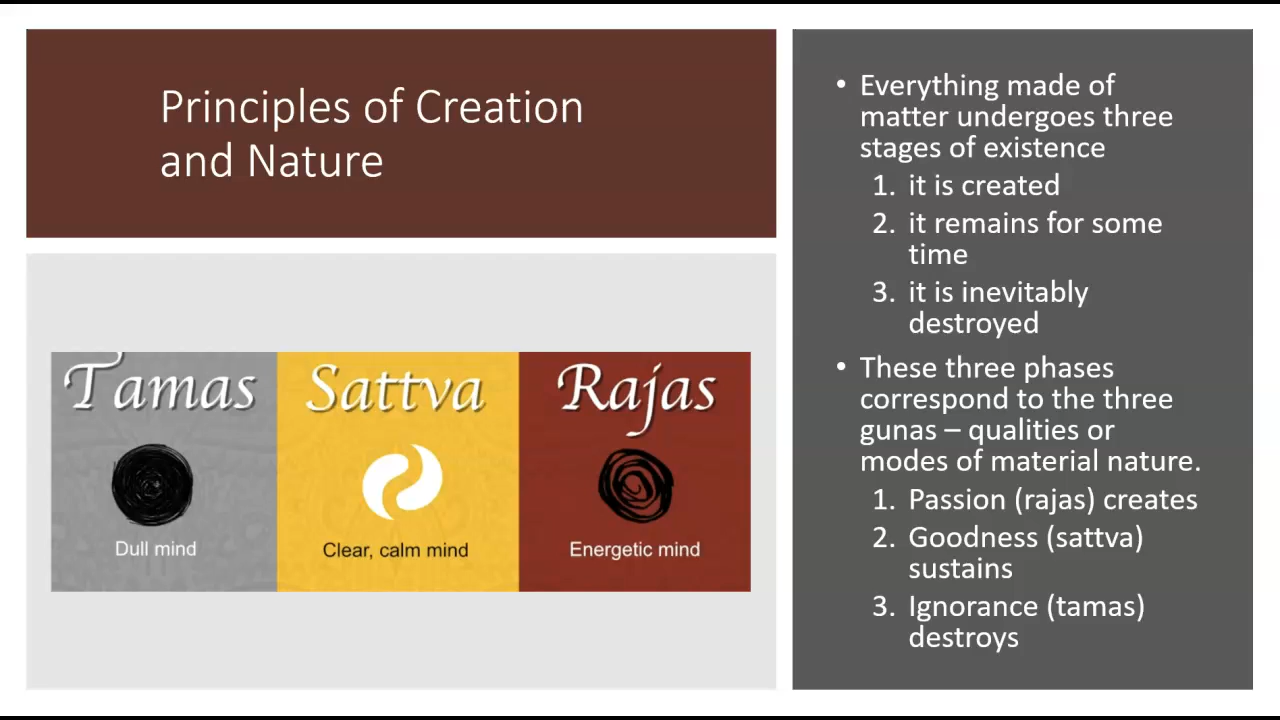 Principles of Creation
and Nature
Tamas
Dull mind
Sattva
Clear, calm mind
Rajas
Energetic mind
• Everything made of
matter undergoes three
stages of existence
1. it is created
2. it remains for some
time
3. it is inevitably
destroyed
• These three phases
correspond to the three
gunas – qualities or
modes of material nature.
1. Passion (rajas) creates
2. Goodness (sattva)
sustains
3. Ignorance (tamas)
destroys